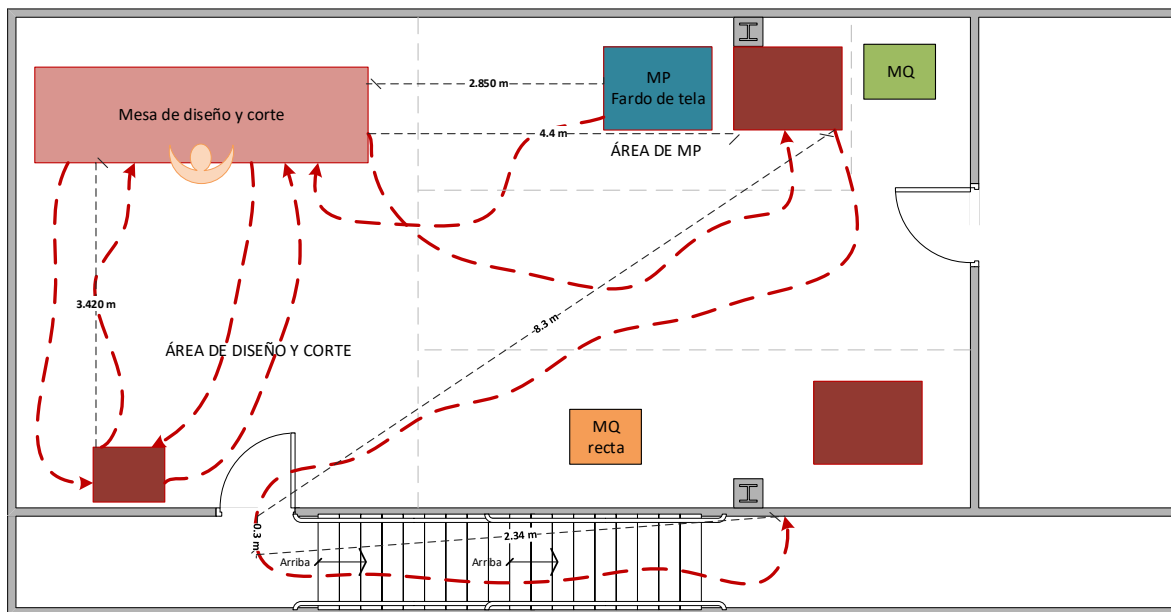 MP
Fardo de tela
MQ
2.850 m
Mesa de diseño y corte
4.4 m
ÁREA DE MP
3.420 m
8.3 m
ÁREA DE DISEÑO Y CORTE
MQ
recta
0.3 m
2.34 m
Arriba
Arriba